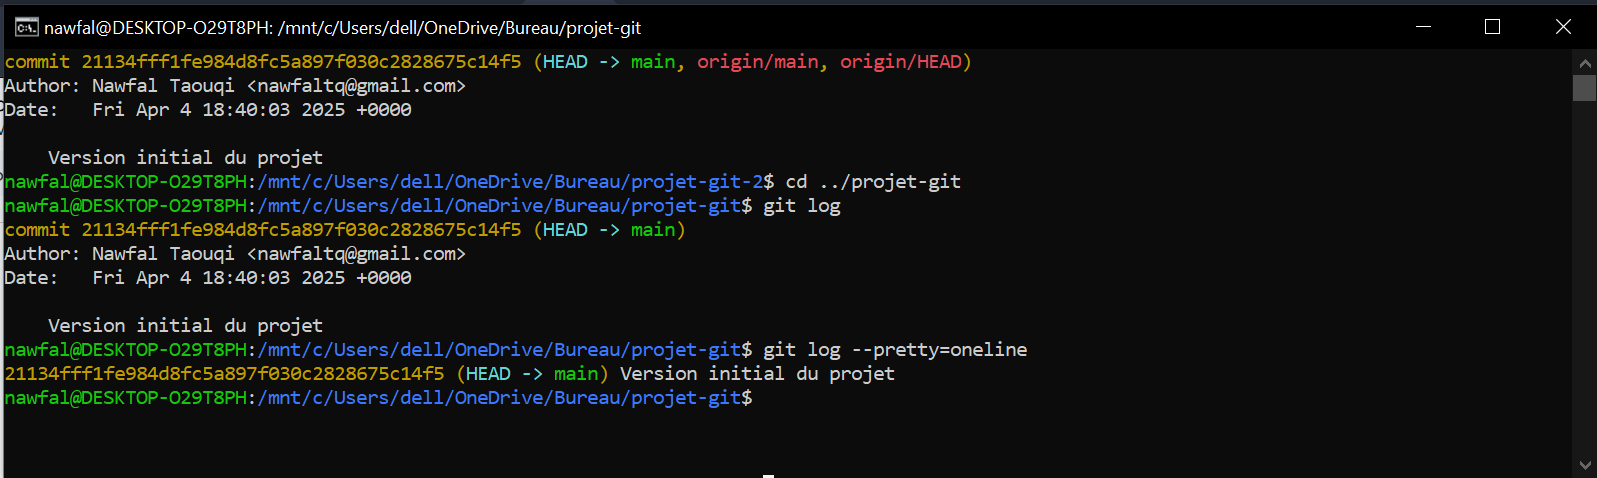 nawfal@DESKTOP-O29T8PH: /mnt/c/Users/dell/OneDrive/Bureau/projet-git
commit 21134fff1fe984d8fc5a897f030c2828675c14f5 (HEAD -> main, origin/main, origin/HEAD)
Author: Nawfal Taouqi <nawfaltq@gmail.com>
Date:   Fri Apr 4 18:40:03 2025 +0000
    Version initial du projet
nawfal@DESKTOP-O29T8PH:/mnt/c/Users/dell/OneDrive/Bureau/projet-git-2$ cd ../projet-git
nawfal@DESKTOP-O29T8PH:/mnt/c/Users/dell/OneDrive/Bureau/projet-git$ git log
commit 21134fff1fe984d8fc5a897f030c2828675c14f5 (HEAD -> main)
Author: Nawfal Taouqi <nawfaltq@gmail.com>
Date:   Fri Apr 4 18:40:03 2025 +0000
    Version initial du projet
nawfal@DESKTOP-O29T8PH:/mnt/c/Users/dell/OneDrive/Bureau/projet-git$ git log --pretty=oneline
21134fff1fe984d8fc5a897f030c2828675c14f5 (HEAD -> main) Version initial du projet
nawfal@DESKTOP-O29T8PH:/mnt/c/Users/dell/OneDrive/Bureau/projet-git$